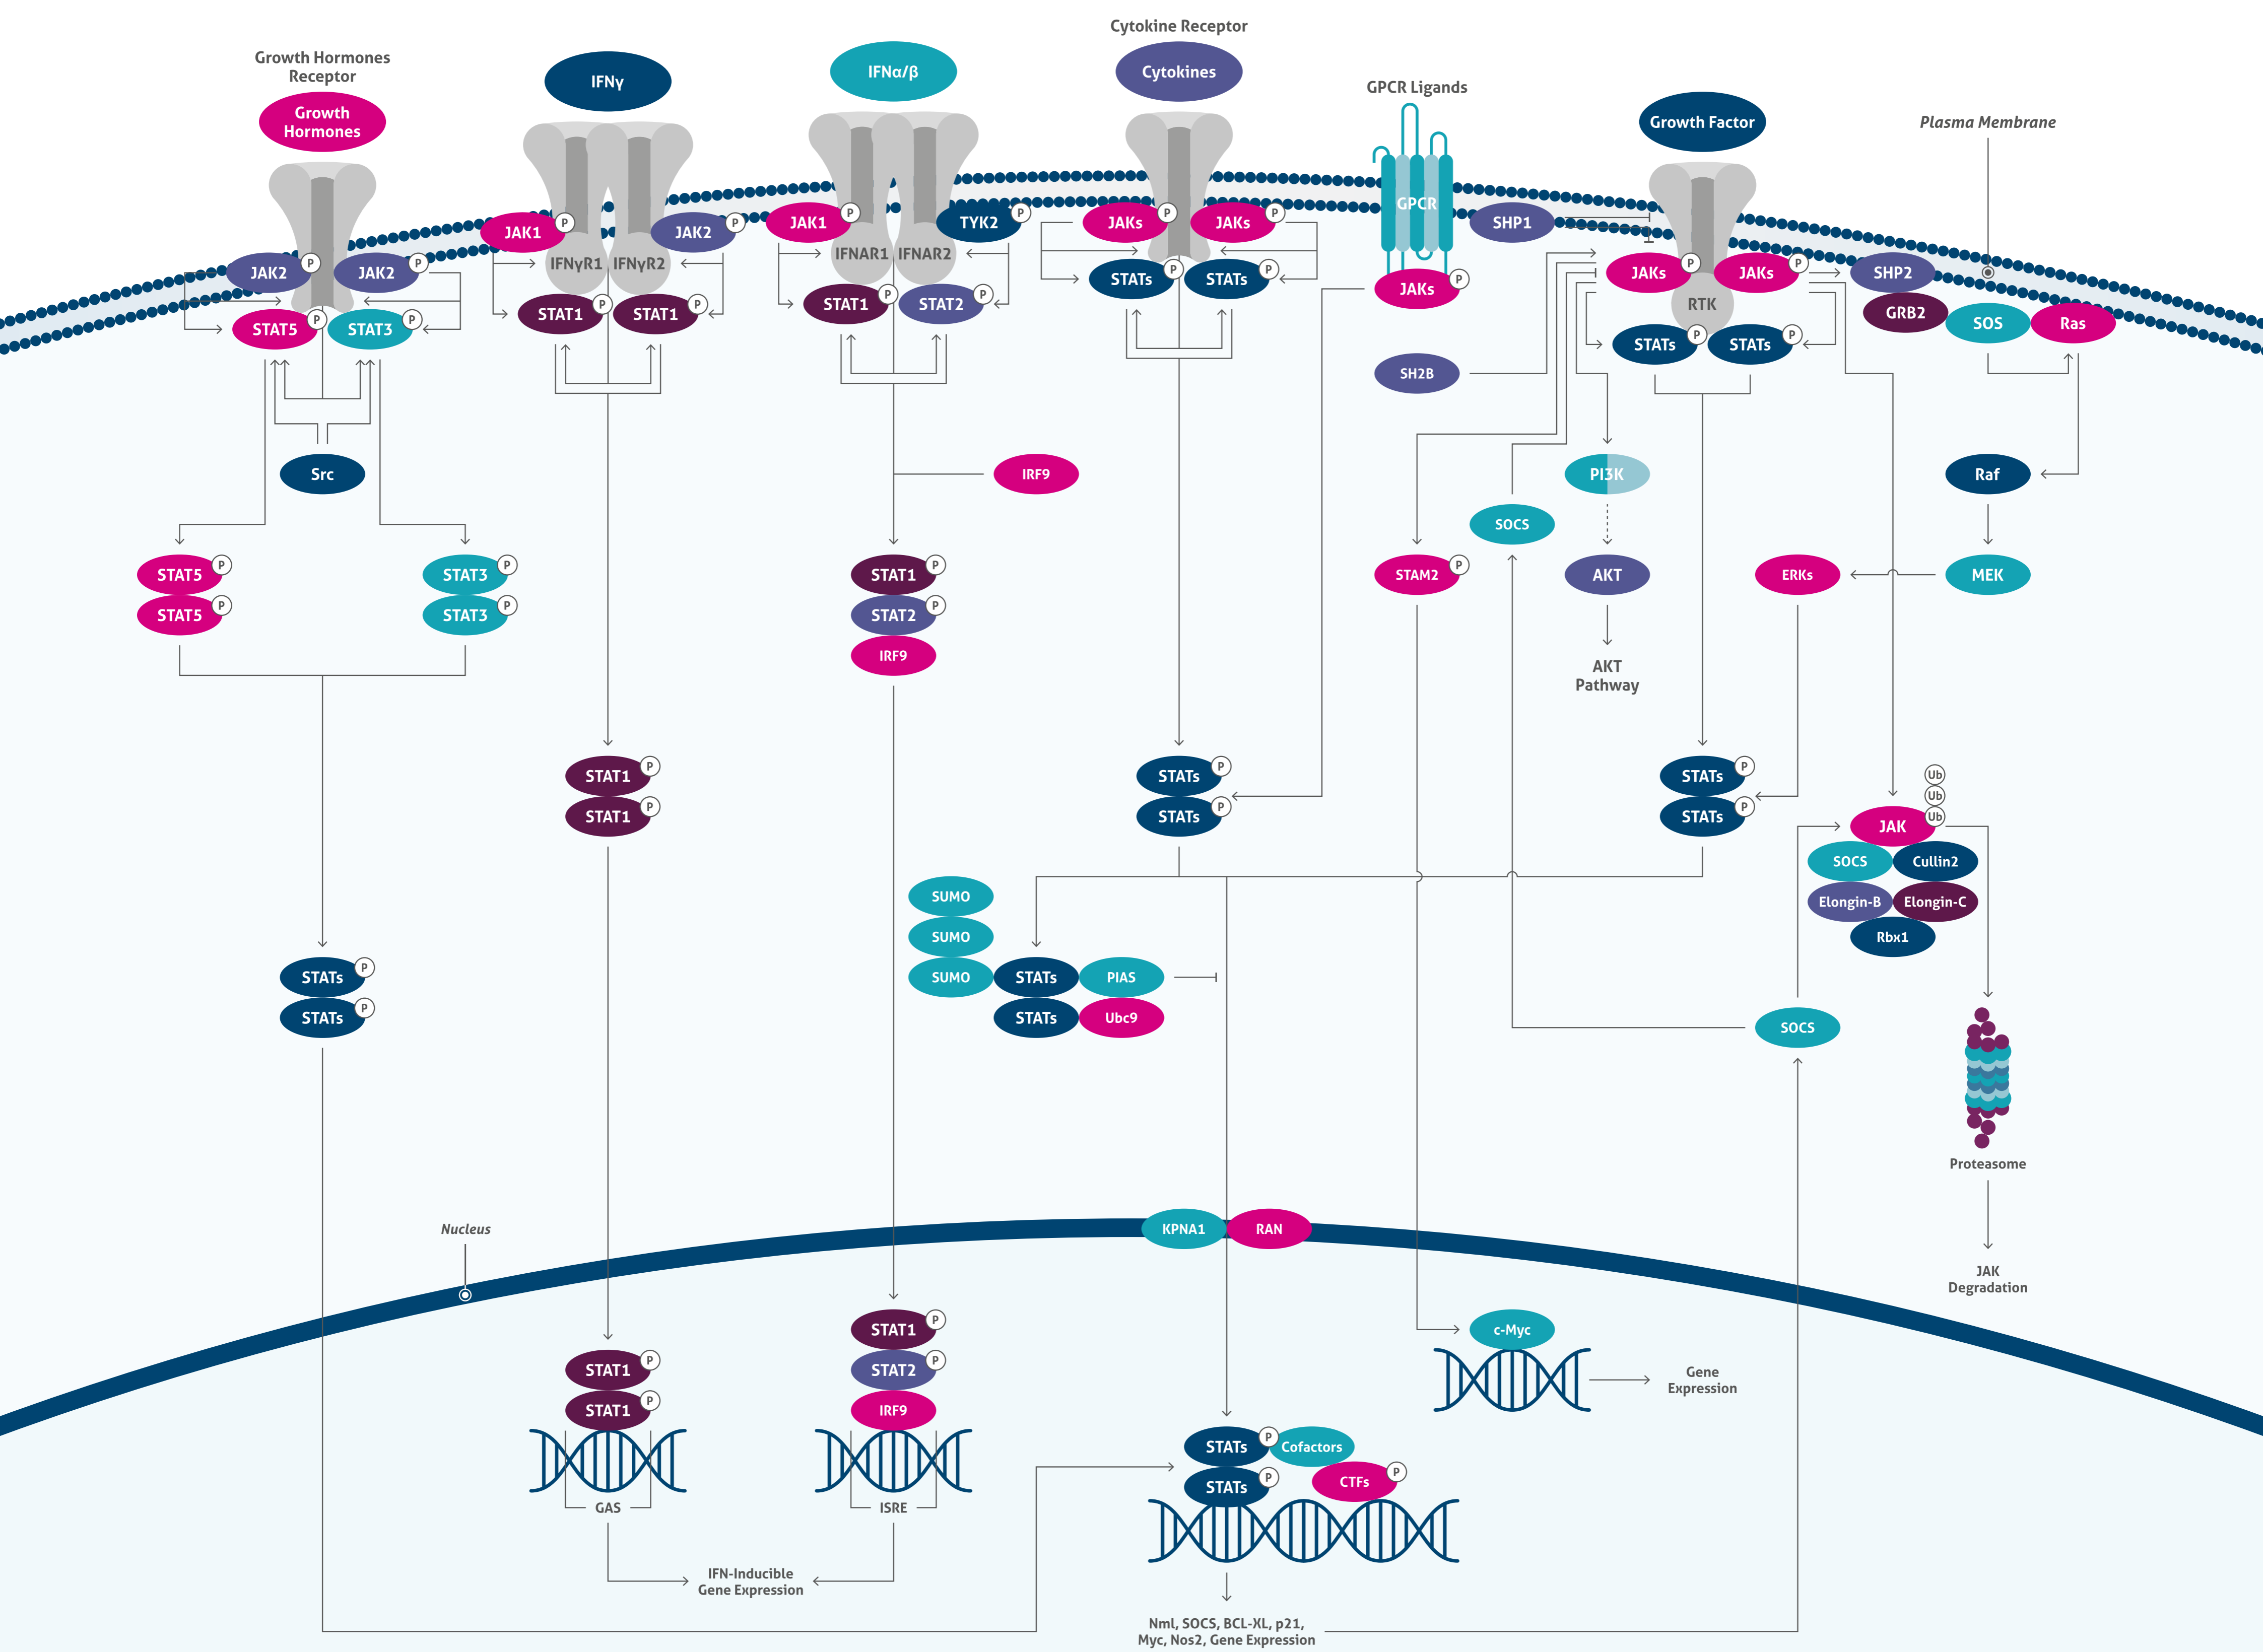 Cytokine Receptor
Growth Hormones
Receptor
IFNγ
IFNα/β
Cytokines
GPCR Ligands
Growth
Hormones
Growth Factor
Plasma Membrane
JAK1 P
JAK2 P
JAK1 P
TYK2 P
JAKs P
JAKs P
GPCR
SHP1
IFNγR1
IFNγR2
IFNAR1
IFNAR2
JAK2 P
JAK2 P
STATs P
STATs P
JAKs P
JAKs P
JAKs P
SHP2
RTK
GRB2
SOS
Ras
STAT5 P
STAT3 P
STAT1 P
STAT1 P
STAT1 P
STAT2 P
STATs P
STATs P
SH2B
Src
IRF9
PI3K
Raf
SOCS
STAT5 P
STAT5 P
STAT3 P
STAT3 P
STAT1 P
STAT2 P
IRF9
STAM2 P
AKT
ERKs
MEK
AKT
Pathway
STAT1 P
STAT1 P
STATs P
STATs P
STATs P
STATs P
Ub
Ub
Ub
JAK
SOCS
Cullin2
Elongin-B
Elongin-C
Rbx1
SUMO
SUMO
SUMO
STATs
PIAS
STATs
Ubc9
STATs P
STATs P
SOCS
Proteasome
Nucleus
KPNA1
RAN
JAK
Degradation
STAT1 P
STAT1 P
STAT1 P
STAT2 P
IRF9
c-Myc
Gene
Expression
STATs P
Cofactors
STATs P
CTFs P
GAS
ISRE
IFN-Inducible
Gene Expression
Nml, SOCS, BCL-XL, p21,
Myc, Nos2, Gene Expression